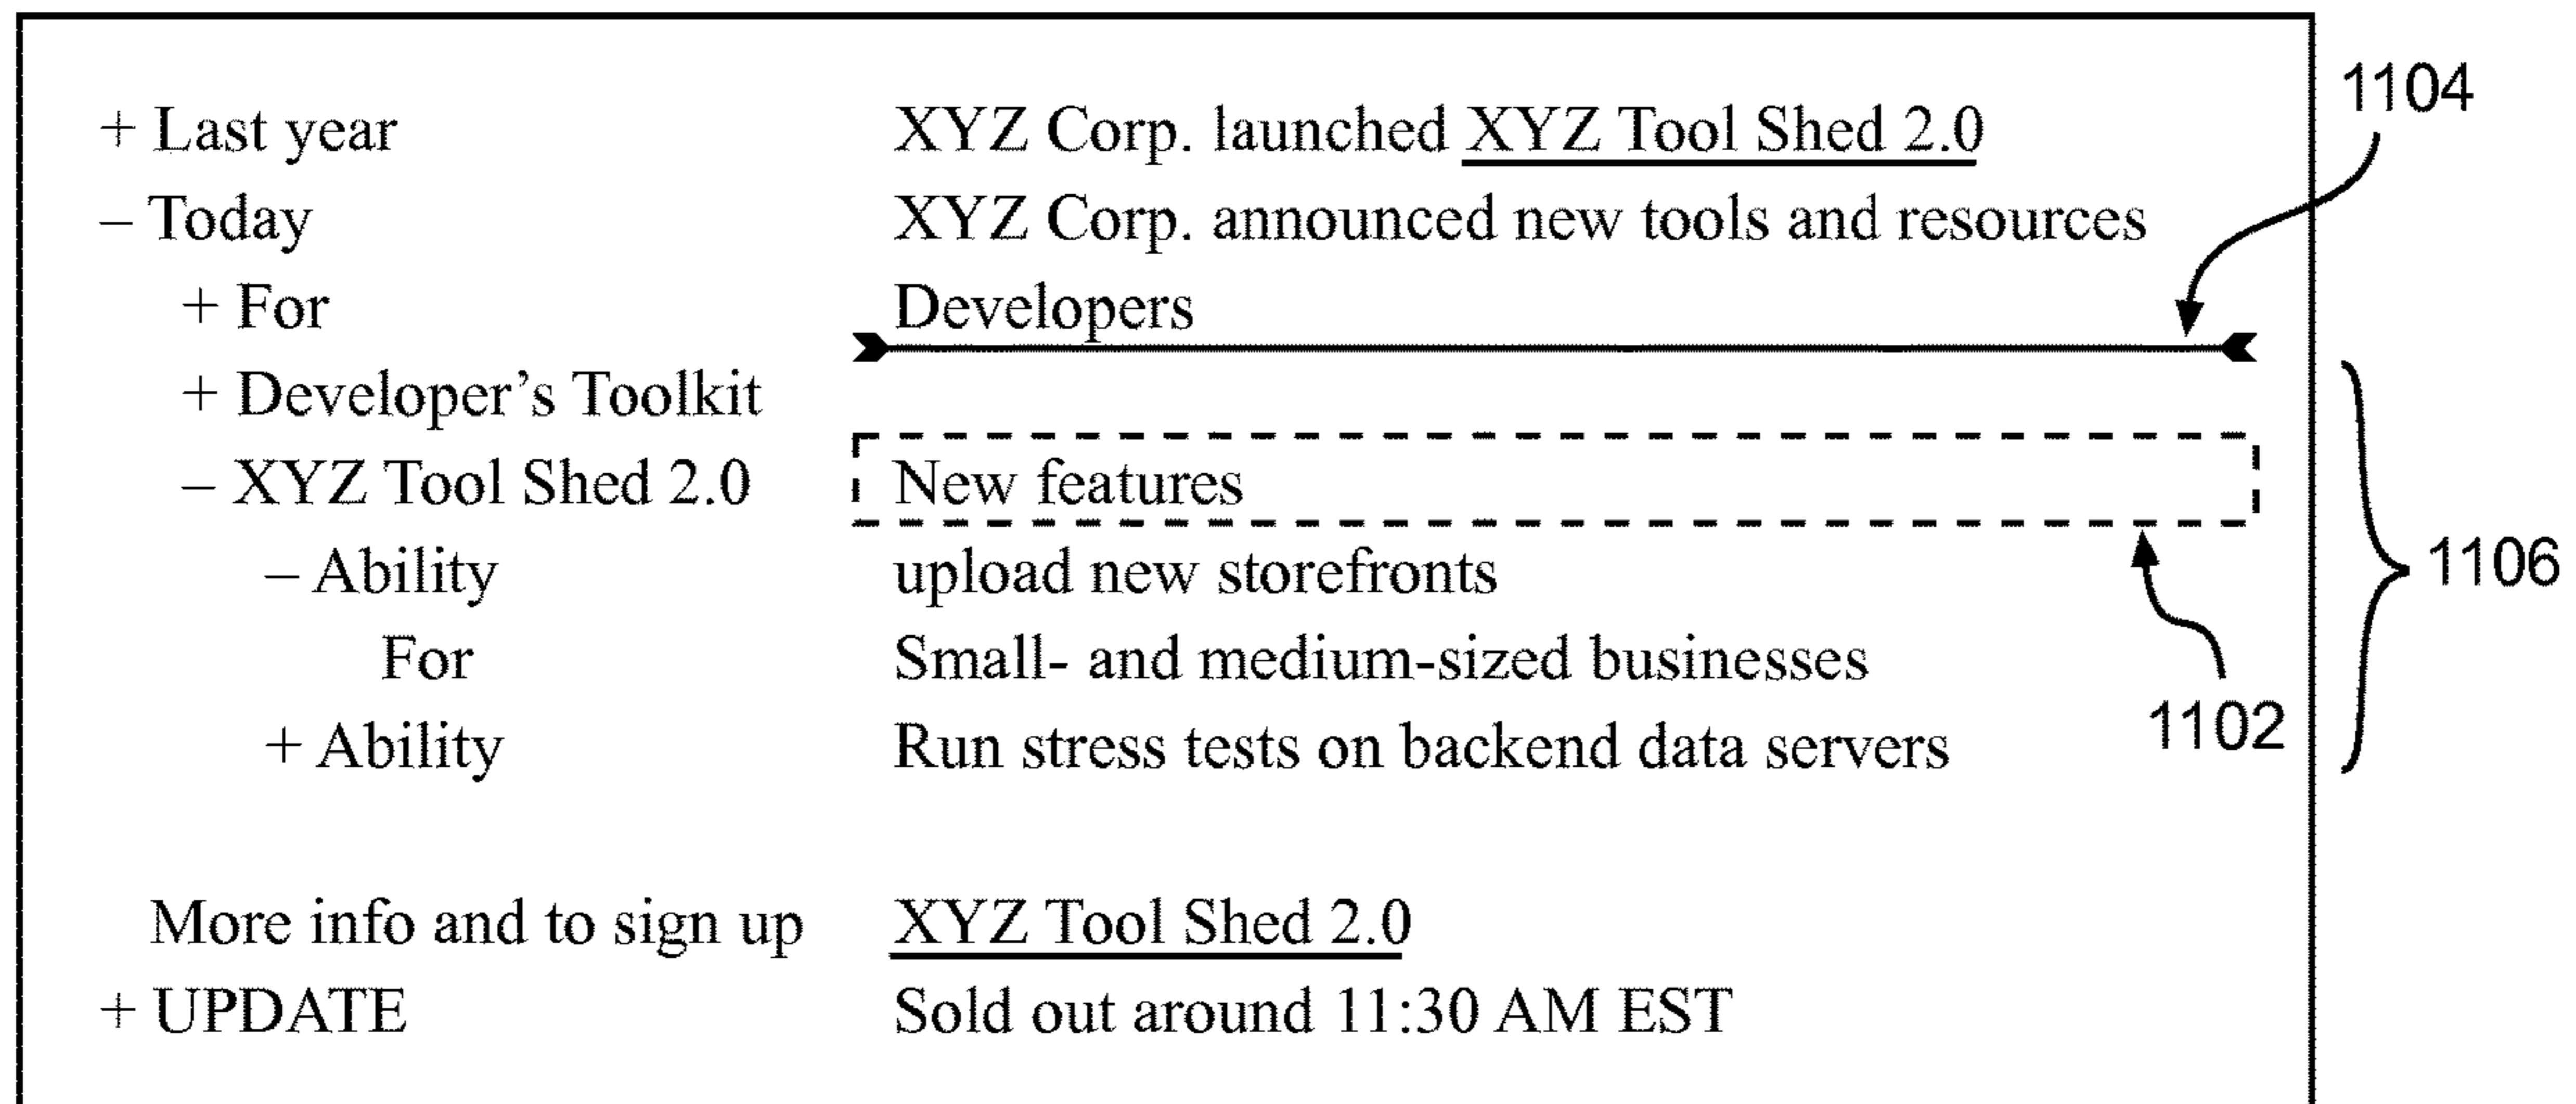 + Last year XYZ Corp. launched XYZ Tool Shed 2.0
1104
– Today XYZ Corp. announced new tools and resources
+ For Developers
+ Developer’s Toolkit
– XYZ Tool Shed 2.0 New features
– Ability upload new storefronts
1106
For Small- and medium-sized businesses
1102
+ Ability Run stress tests on backend data servers
More info and to sign up XYZ Tool Shed 2.0
+ UPDATE Sold out around 11:30 AM EST